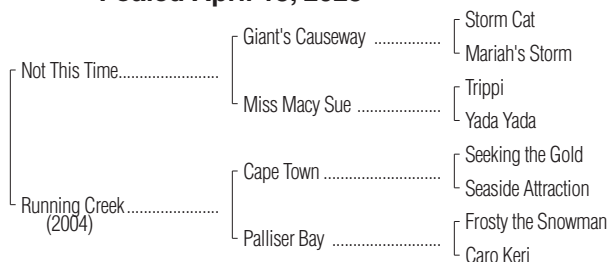 Storm Cat
Giant's Causeway ................
Mariah's Storm
Not This Time........................
Trippi
Miss Macy Sue ....................
Yada Yada
Seeking the Gold
Cape Town ............................
Seaside Attraction
Running Creek......................
(2004)
Frosty the Snowman
Palliser Bay ..........................
Caro Keri